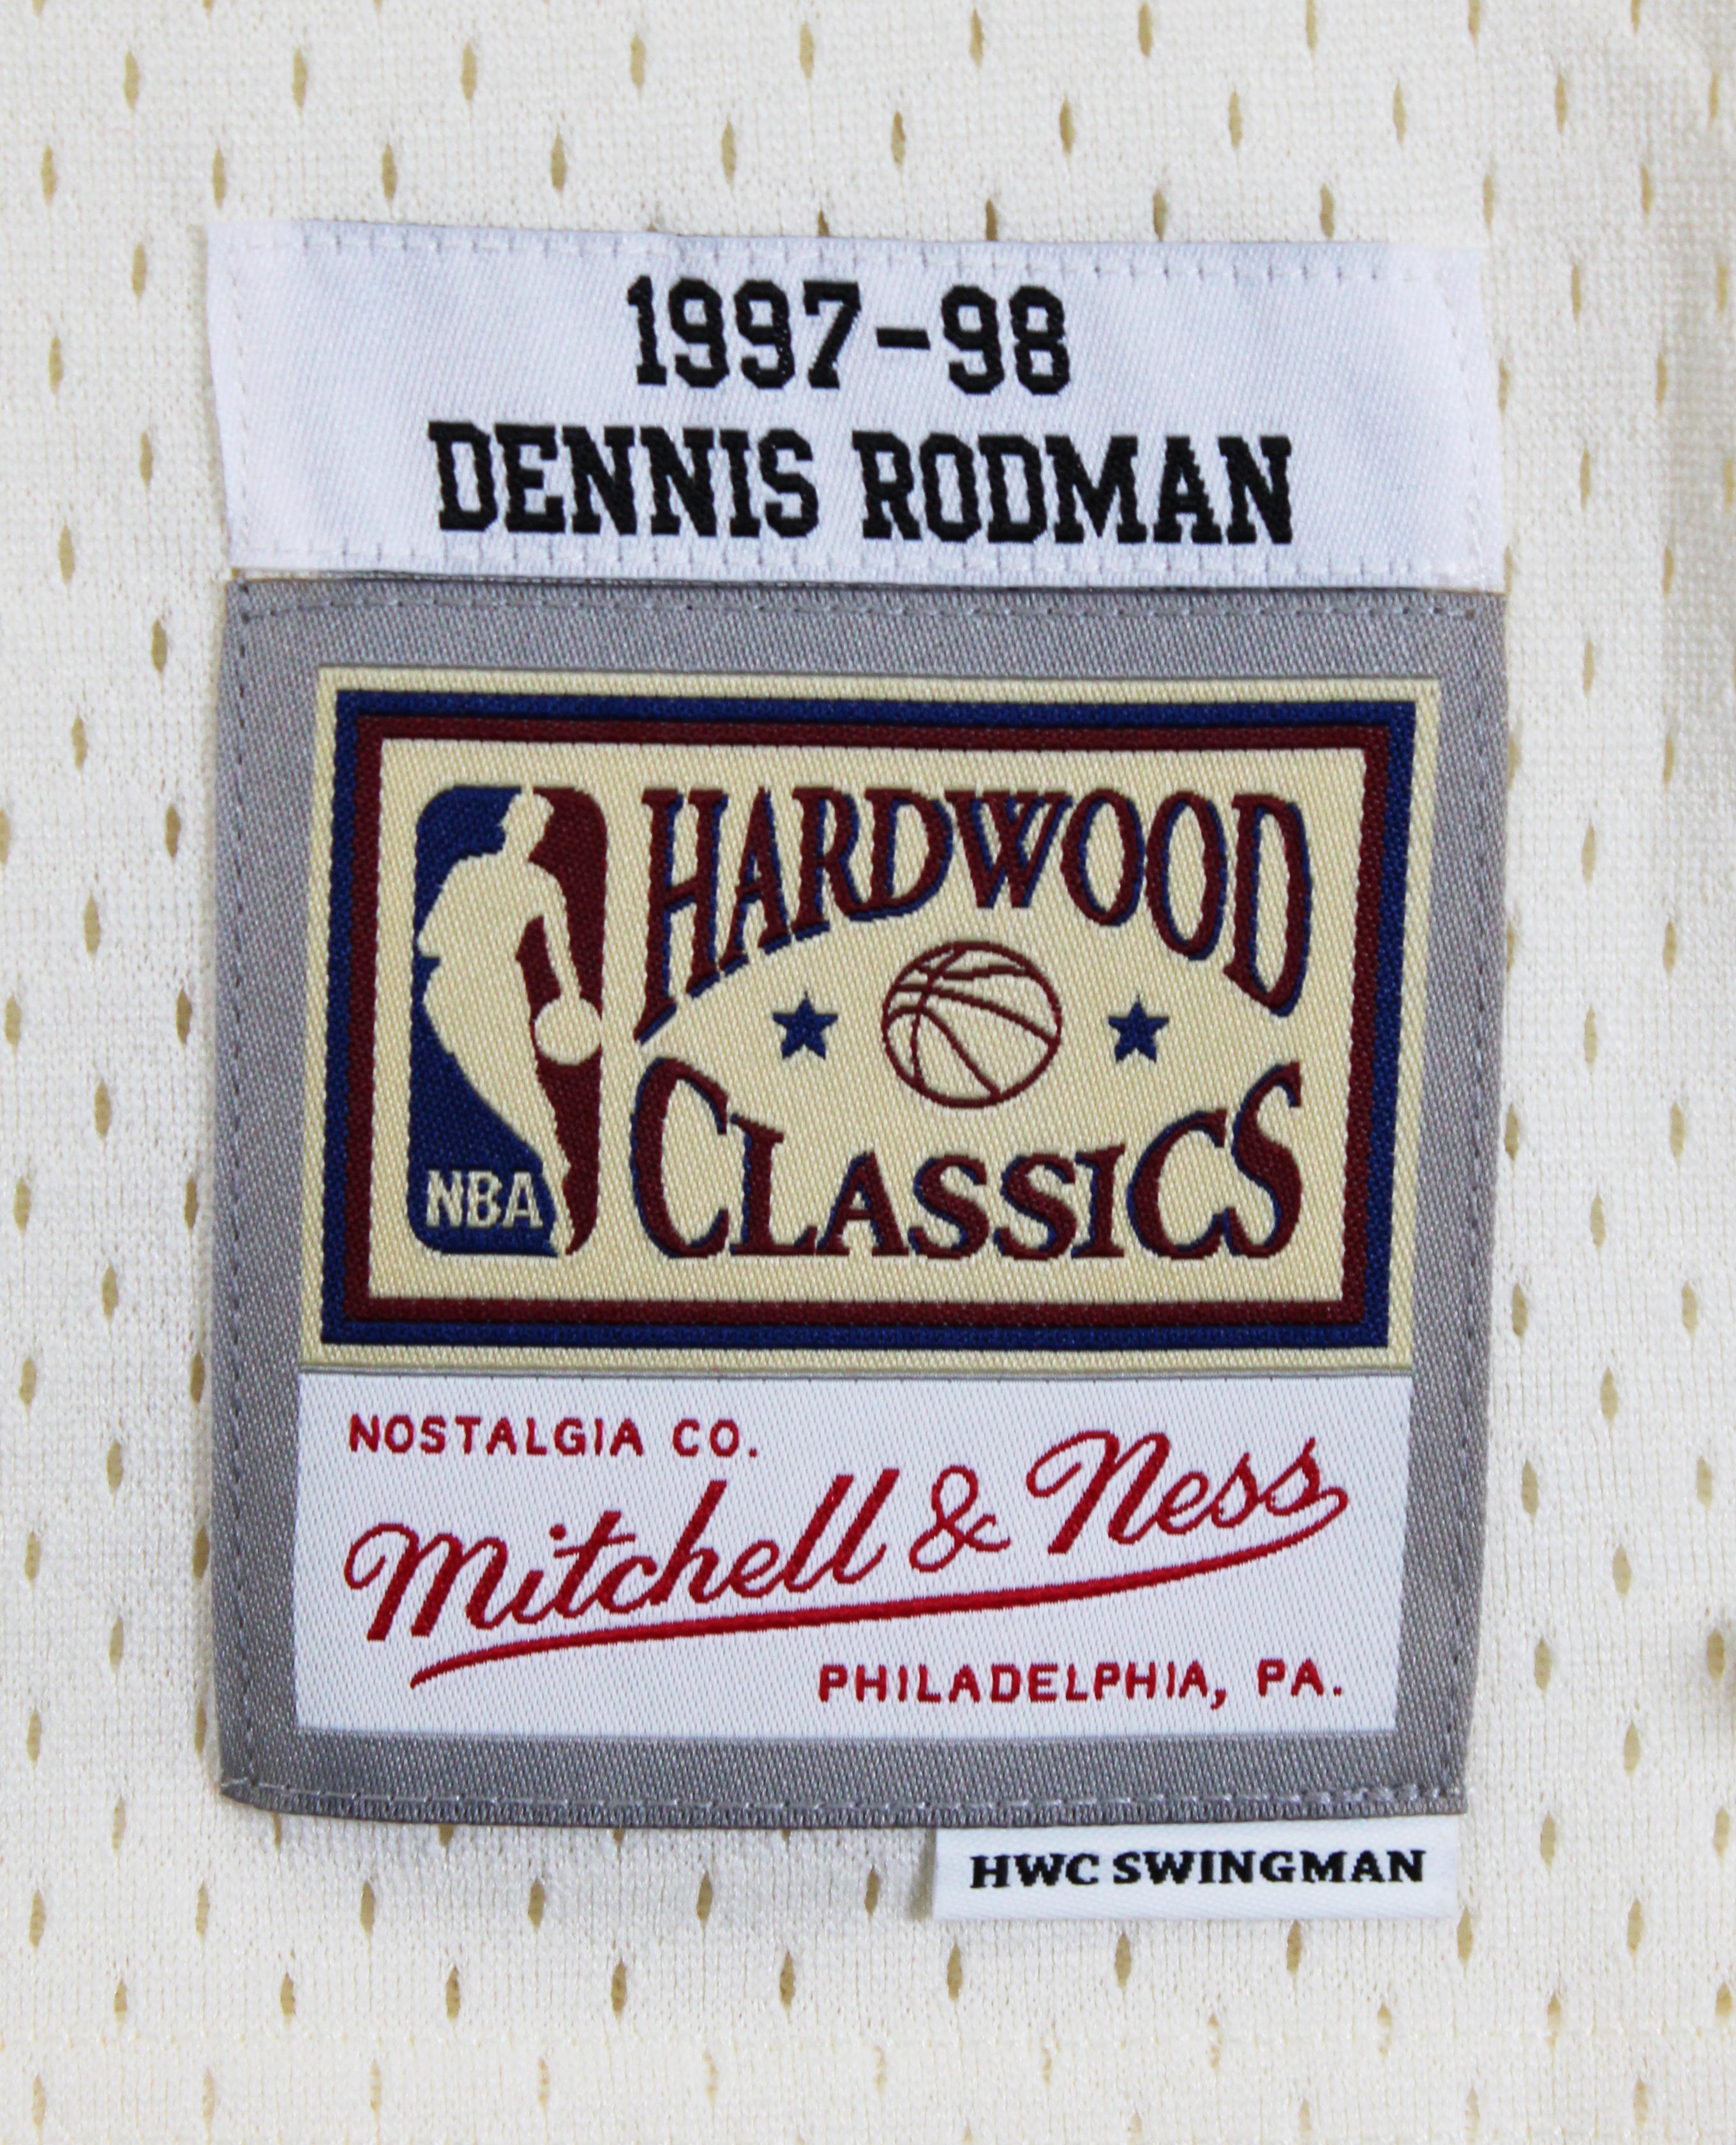 1997-98
DENNIS RODMAN
HARDWOOD
CLASSICS
NBA
NOSTALGIA CO.
Mitchell & Ness
PHILADELPHIA, PA.
HWC SWINGMAN